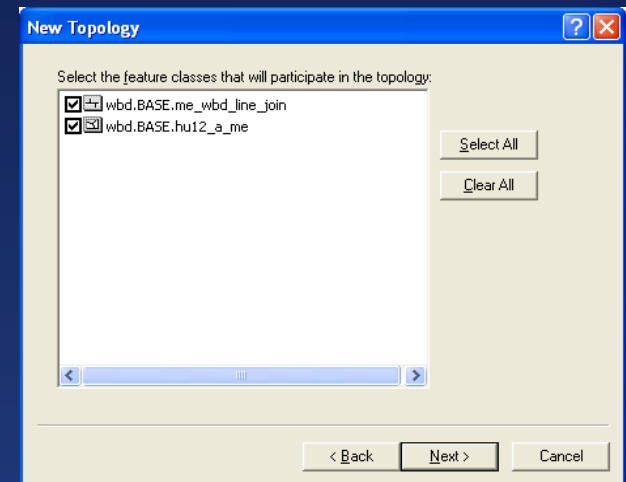 New Topology
Select the feature classes that will participate in the topology:
wbd.BASE.me_wbd_line_join
wbd.BASE.hu12_a_me
Select All
Clear All
< Back
Next >
Cancel